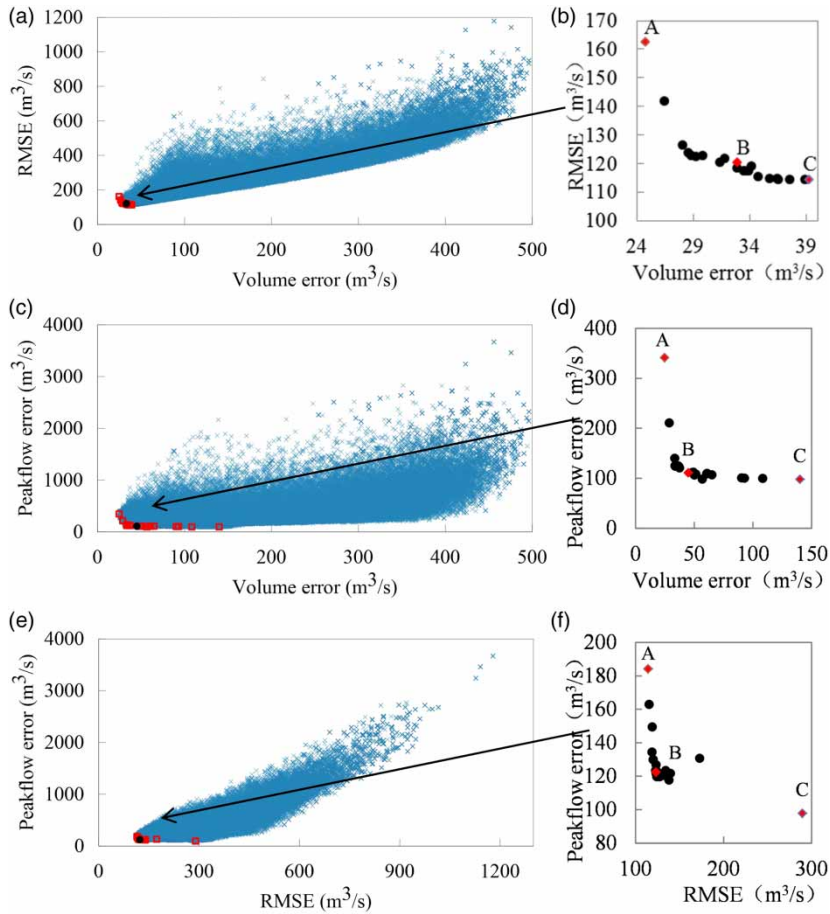 (a)
1200
1000
800
600
400
200
0
RMSE (m³/s)
0 100 200 300 400 500
Volume error (m³/s)
(b)
170
160
150
140
130
120
110
100
RMSE（m³/s）
A
B
C
24 29 34 39
Volume error（m³/s）
(c)
4000
3000
2000
1000
0
Peakflow error (m³/s)
0 100 200 300 400 500
Volume error (m³/s)
(d)
400
300
200
100
0
Peakflow error（m³/s）
A
B
C
0 50 100 150
Volume error（m³/s）
(e)
4000
3000
2000
1000
0
Peakflow error (m³/s)
0 300 600 900 1200
RMSE (m³/s)
(f)
200
180
160
140
120
100
80
Peakflow error（m³/s）
A
B
C
100 200 300
RMSE（m³/s）